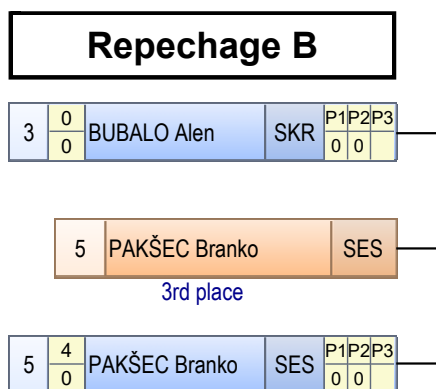 Repechage B
3 0 0 BUBALO Alen SKR P1 P2 P3 0 0
5 PAKŠEC Branko SES
3rd place
5 4 0 PAKŠEC Branko SES P1 P2 P3 0 0